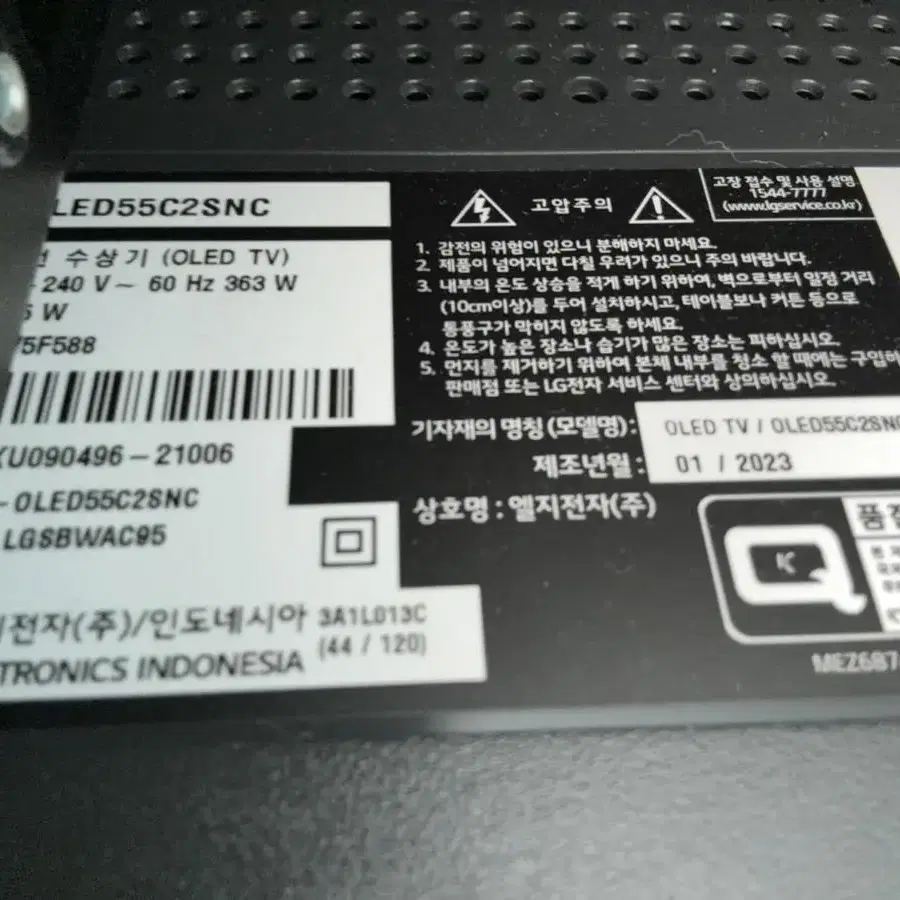 LED55C2SNC
수상기 (OLED TV)
240 V ~ 60 Hz 363 W
W
5F588
KU090496-21006
-OLED55C2SNC
LGSBWAC95
전자(주)/인도네시아 3A1L013C
TRONICS INDONESIA (44 / 120)
고압주의
고장 접수 및 사용 설명
1544-7777
(www.lgservice.co.kr)
1. 감전의 위험이 있으니 분해하지 마세요.
2. 제품이 넘어지면 다칠 우려가 있으니 주의 바랍니다.
3. 내부의 온도 상승을 적게 하기 위하여, 벽으로부터 일정 거리
(10cm이상)를 두어 설치하시고, 테이블보나 커튼 등으로
통풍구가 막히지 않도록 하세요.
4. 온도가 높은 장소나 습기가 많은 장소는 피하십시오.
5. 먼지를 제거하기 위하여 본체 내부를 청소 할 때에는 구입하
판매점 또는 LG전자 서비스 센터와 상의하십시오.
기자재의 명칭(모델명): OLED TV / OLED55C2SNC
제조년월: 01 / 2023
상호명 : 엘지전자(주)
K
품
MEZ687